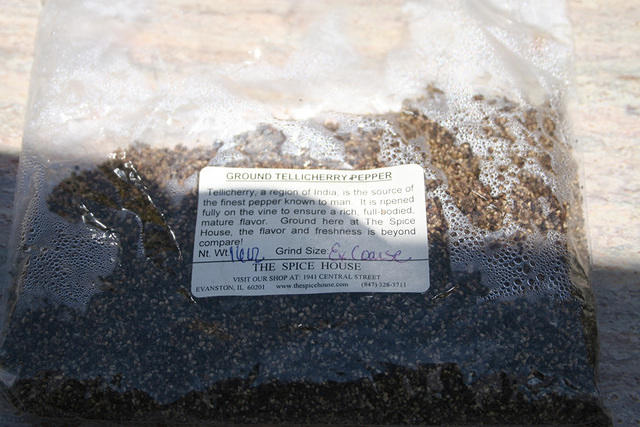 GROUND TELLICHERRY PEPPER
Tellicherry, a region of India, is the source of
the finest pepper known to man. It is ripened
fully on the vine to ensure a rich, full-bodied,
mature flavor. Ground here at The Spice
House, the flavor and freshness is beyond
compare!
Nt. Wt. Grind Size Ex Coarse
THE SPICE HOUSE
VISIT OUR SHOP AT: 1941 CENTRAL STREET
EVANSTON, IL 60201 www.thespicehouse.com (847) 328-3711